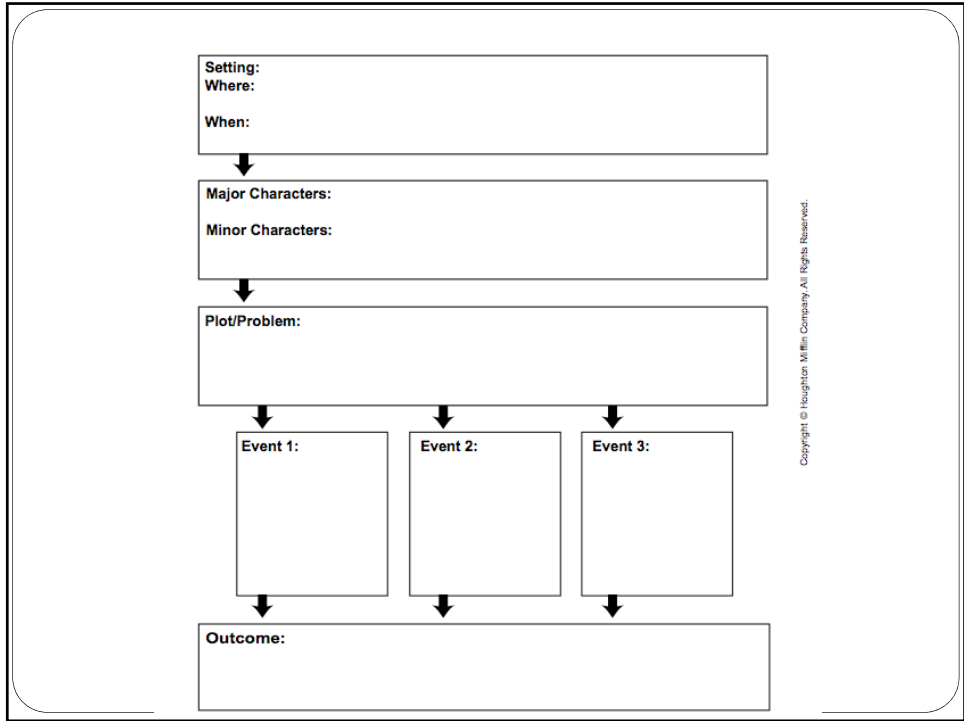 Setting:
Where:
When:
Major Characters:
Minor Characters:
Plot/Problem:
Event 1:
Event 2:
Event 3:
Outcome:
Copyright © Houghton Mifflin Company. All Rights Reserved.